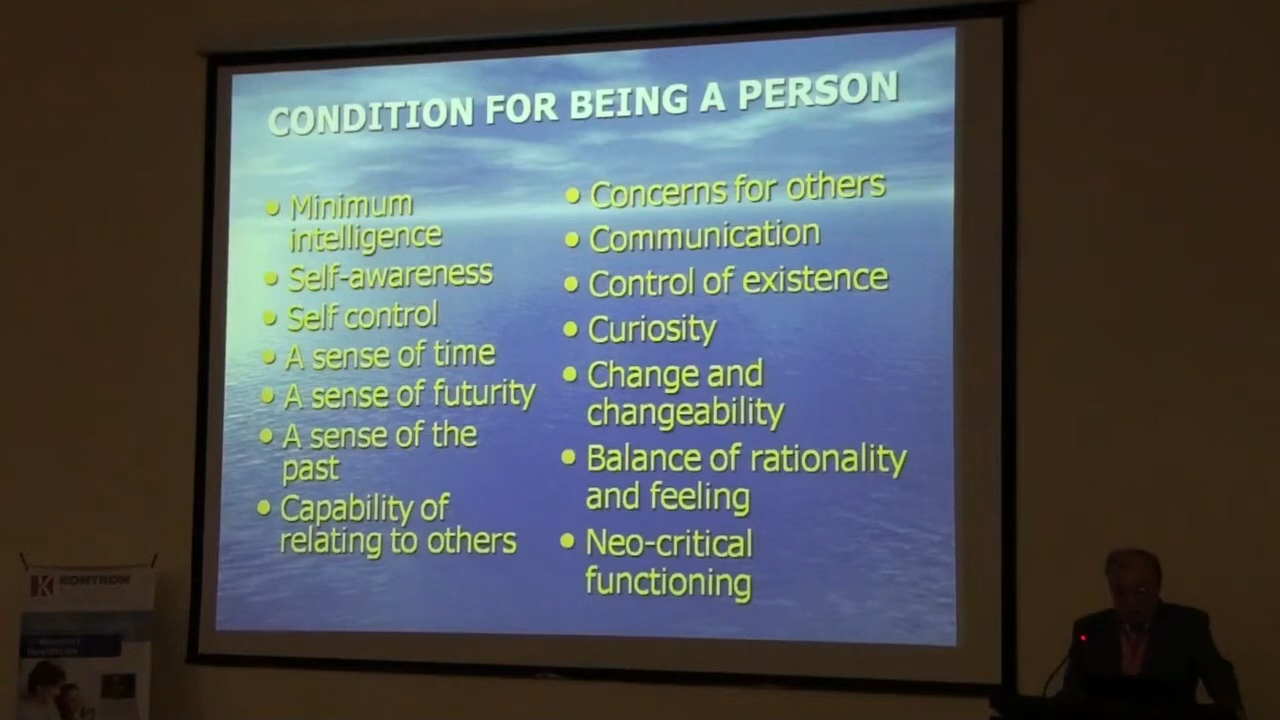 CONDITION FOR BEING A PERSON
• Minimum
intelligence
• Self-awareness
• Self control
• A sense of time
• A sense of futurity
• A sense of the
past
• Capability of
relating to others
• Concerns for others
• Communication
• Control of existence
• Curiosity
• Change and
changeability
• Balance of rationality
and feeling
• Neo-critical
functioning
K KONTRON
Women's
Healthcare